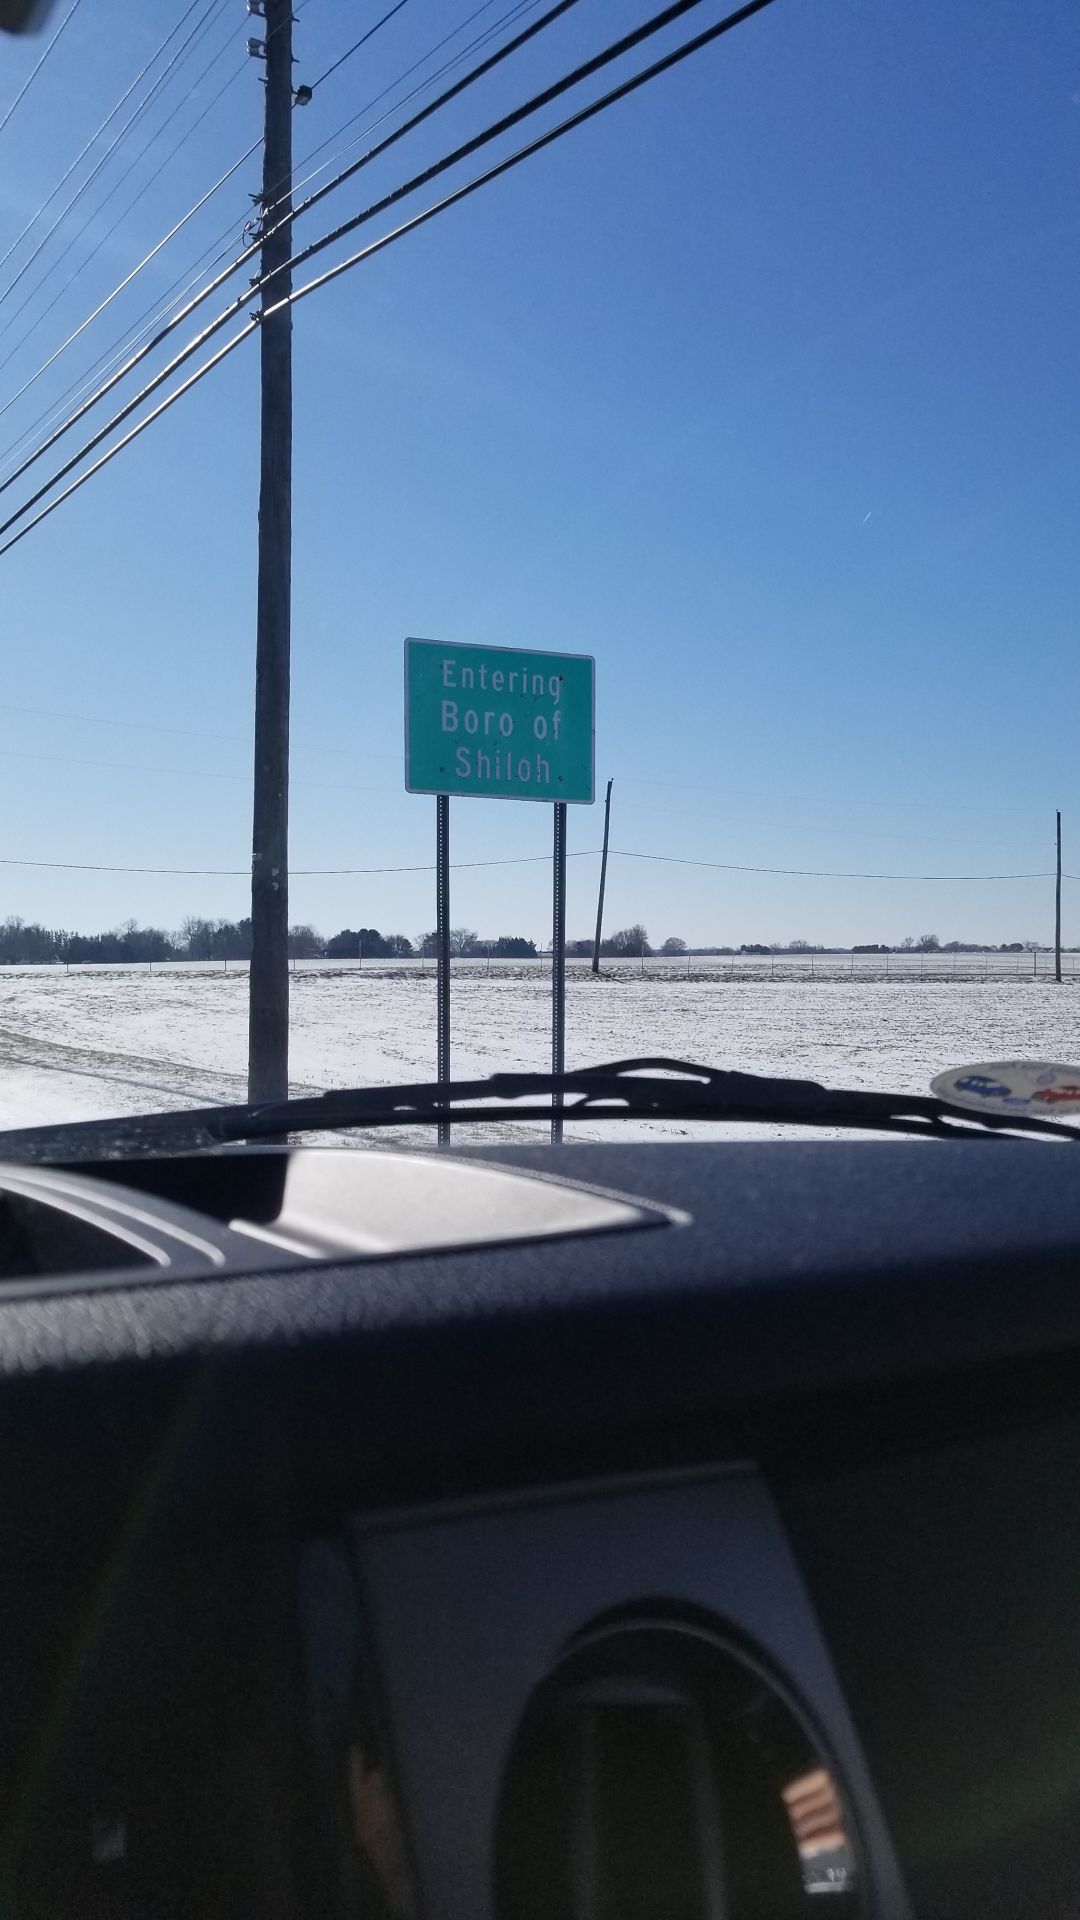 Entering
Boro of
Shiloh